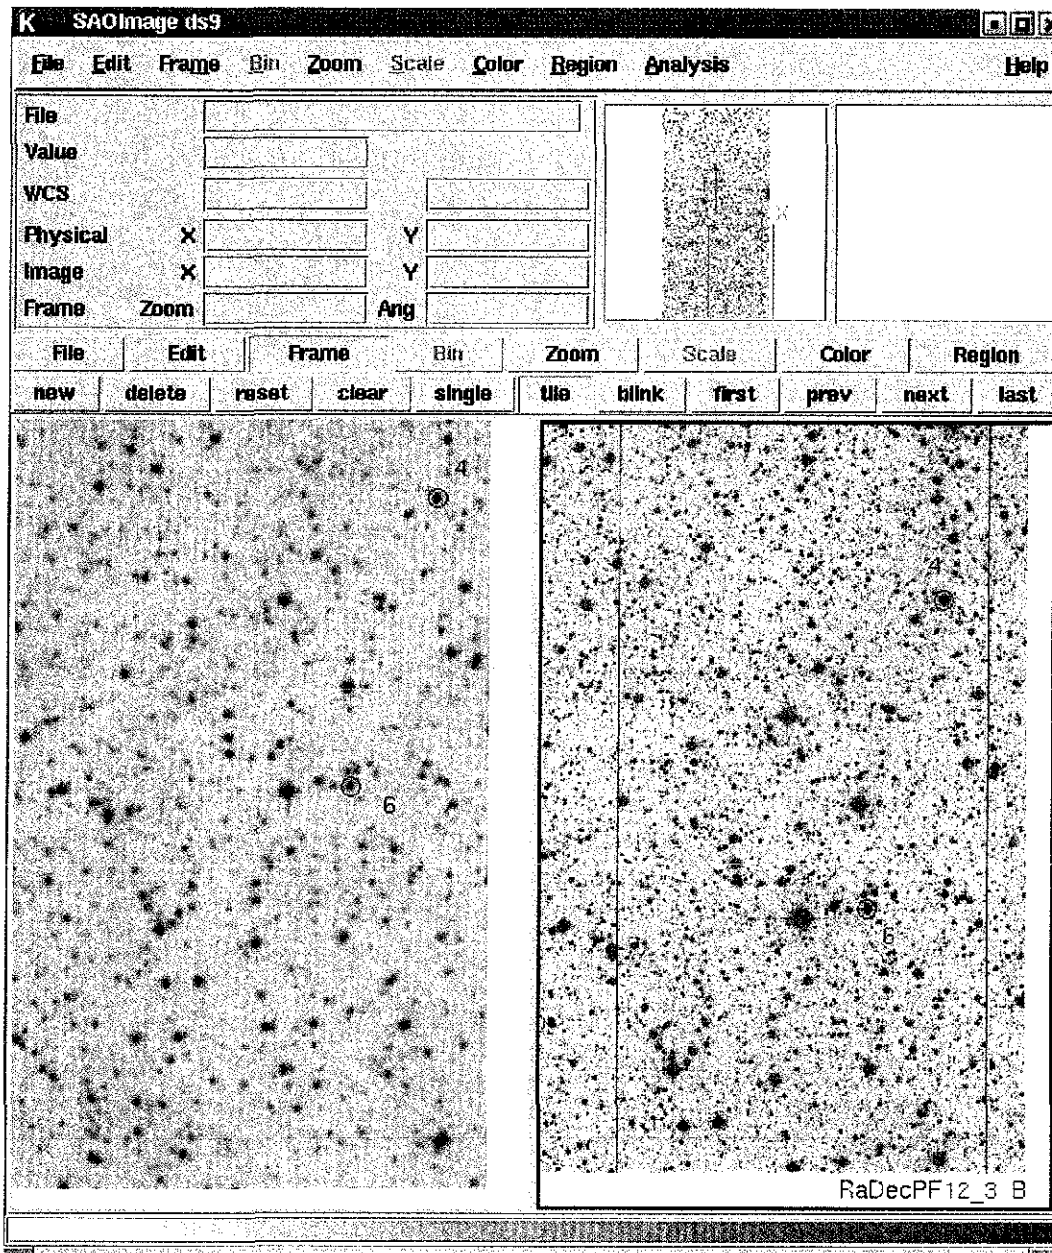 K SAOImage ds9
File Edit Frame Bin Zoom Scale Color Region Analysis Help
File
Value
WCS
Physical X Y
Image X Y
Frame Zoom Ang
X
File Edit Frame Bin Zoom Scale Color Region
new delete reset clear single tile blink first prev next last
4
4
6
6
RaDecPF12_3 B